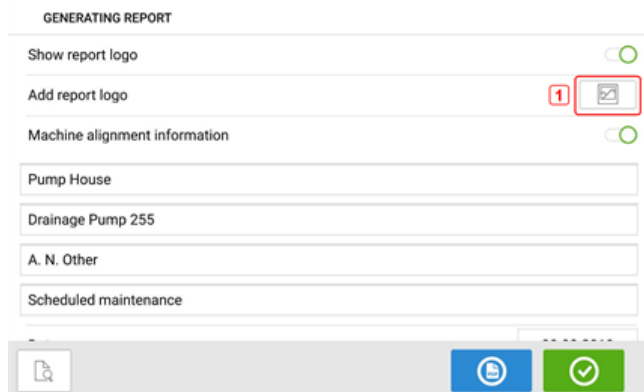 GENERATING REPORT
Show report logo
Add report logo
1
Machine alignment information
Pump House
Drainage Pump 255
A. N. Other
Scheduled maintenance
PDF